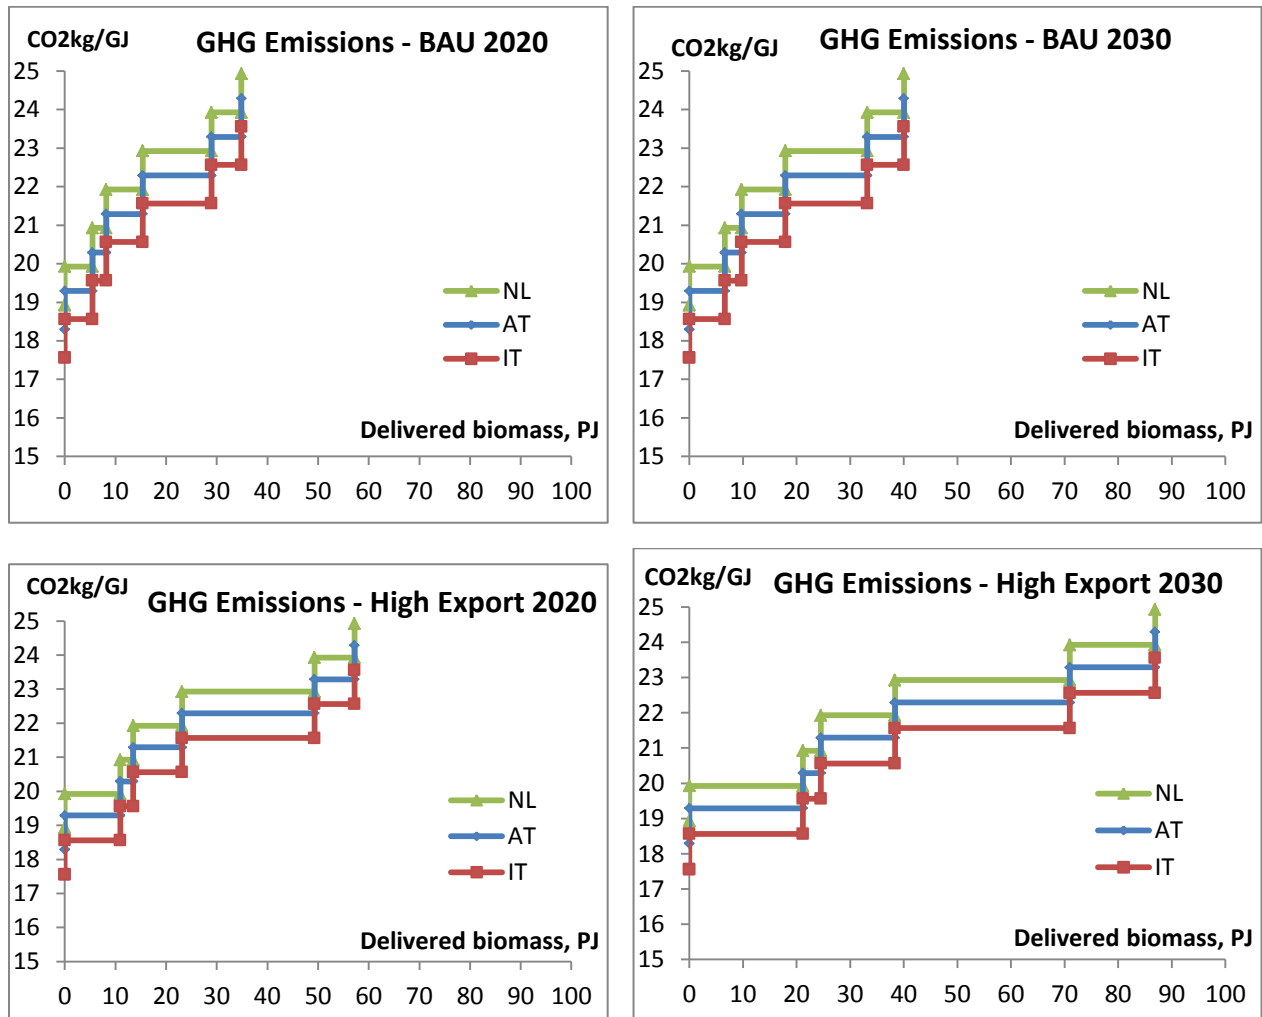 CO2kg/GJ
GHG Emissions - BAU 2020
25
24
23
22
21
20
19
18
17
16
15
NL
AT
IT
Delivered biomass, PJ
0 10 20 30 40 50 60 70 80 90 100
CO2kg/GJ
GHG Emissions - BAU 2030
25
24
23
22
21
20
19
18
17
16
15
NL
AT
IT
Delivered biomass, PJ
0 10 20 30 40 50 60 70 80 90 100
CO2kg/GJ
GHG Emissions - High Export 2020
25
24
23
22
21
20
19
18
17
16
15
NL
AT
IT
Delivered biomass, PJ
0 10 20 30 40 50 60 70 80 90 100
CO2kg/GJ
GHG Emissions - High Export 2030
25
24
23
22
21
20
19
18
17
16
15
NL
AT
IT
Delivered biomass, PJ
0 10 20 30 40 50 60 70 80 90 100